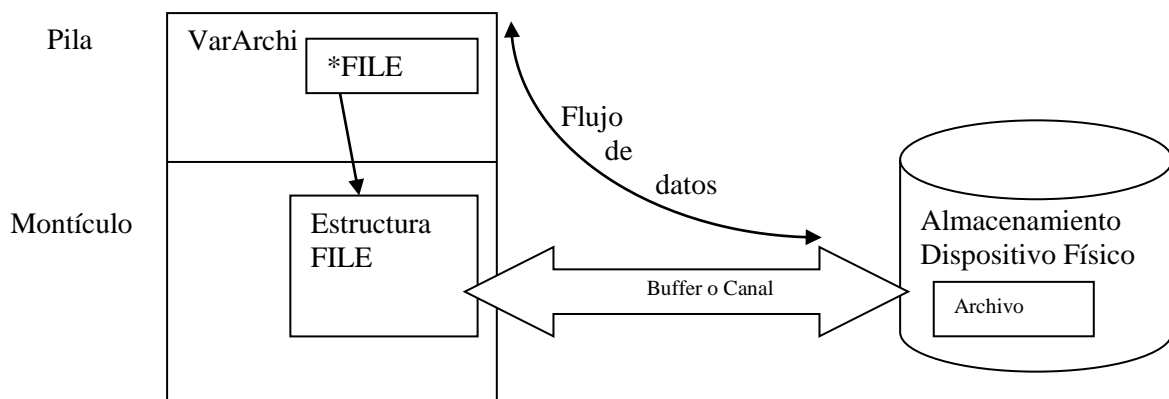 Pila
VarArchi
*FILE
Flujo
de
datos
Montículo
Estructura
FILE
Buffer o Canal
Almacenamiento
Dispositivo Físico
Archivo